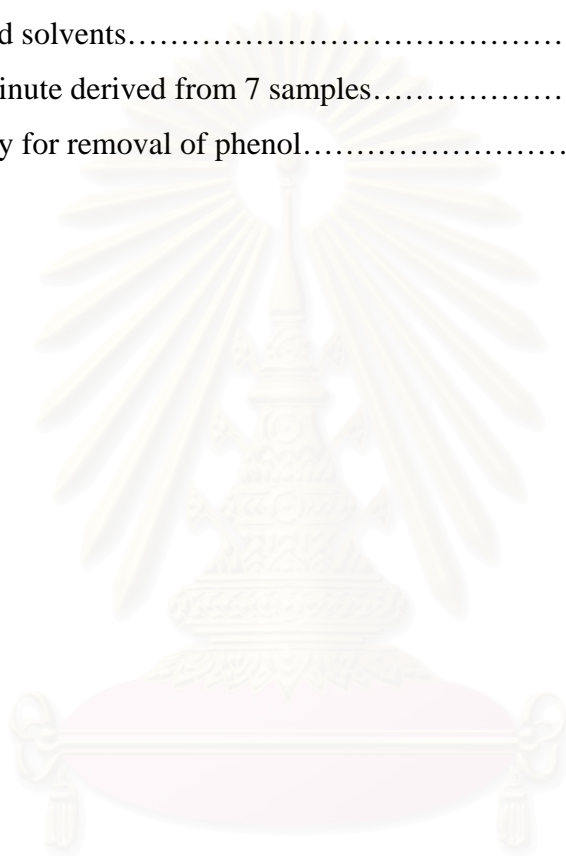 d solvents……………………………………
inute derived from 7 samples………………
y for removal of phenol……………………